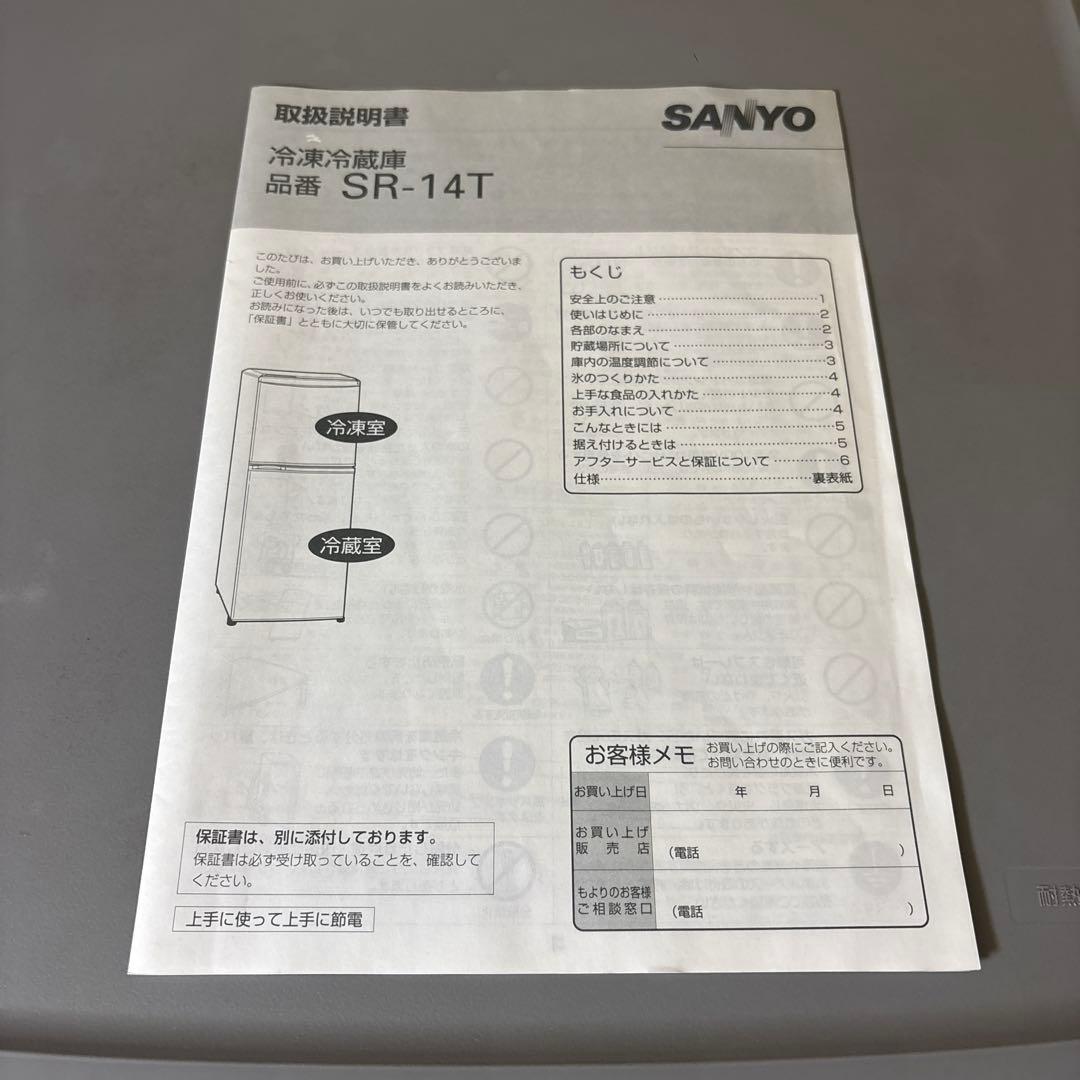 取扱説明書
SANYO
冷凍冷蔵庫
品番 SR-14T
このたびは、お買い上げいただき、ありがとうございま
した。
ご使用前に、必ずこの取扱説明書をよくお読みいただき、
正しくお使いください。
お読みになった後は、いつでも取り出せるところに、
「保証書」とともに大切に保管してください。
もくじ
安全上のご注意 ………………………… 1
使いはじめに ………………………… 2
各部のなまえ ………………………… 2
貯蔵場所について ………………………… 3
庫内の温度調節について ………………… 3
氷のつくりかた ………………………… 4
上手な食品の入れかた ………………… 4
お手入れについて ………………………… 4
こんなときには ………………………… 5
据え付けるときは ………………………… 5
アフターサービスと保証について ………… 6
仕様 ………………………… 裏表紙
冷凍室
冷蔵室
お客様メモ
お買い上げの際にご記入ください。
お問い合わせのときに便利です。
お買い上げ日 年 月 日
お買い上げ
販売店 (電話 )
もよりのお客様
ご相談窓口 (電話 )
保証書は、別に添付しております。
保証書は必ず受け取っていることを、確認して
ください。
上手に使って上手に節電
耐熱